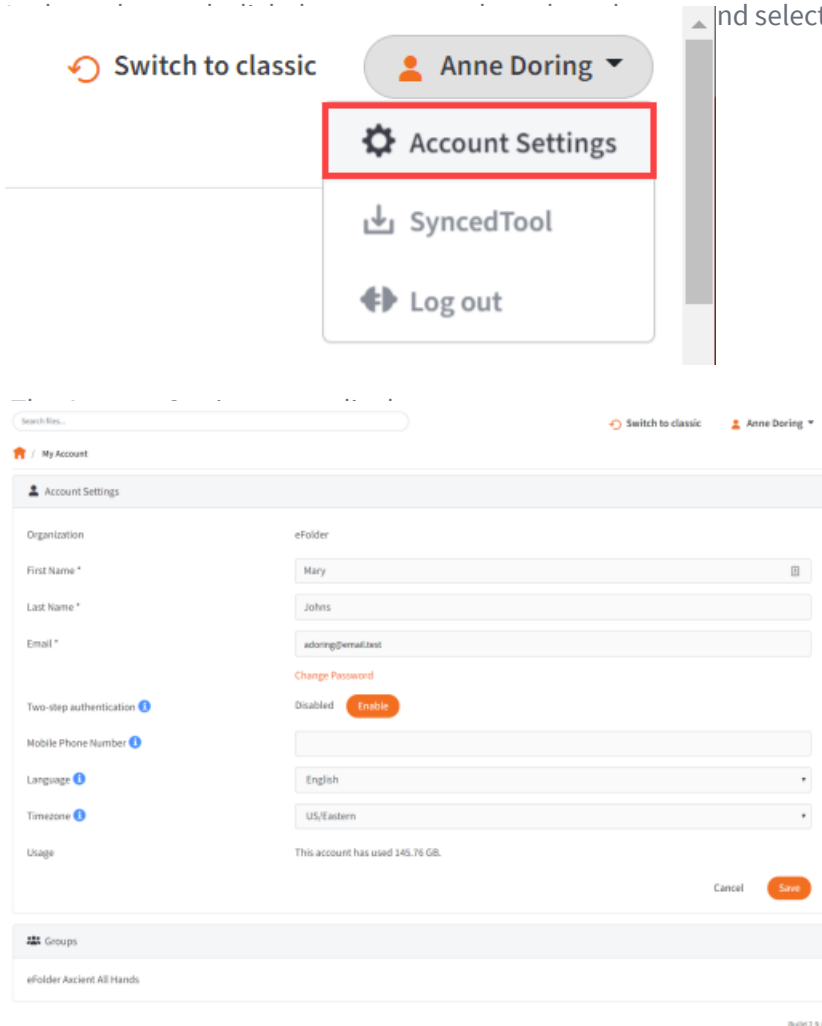 nd select
Switch to classic
Anne Doring
Account Settings
SyncedTool
Log out
Search files...
Switch to classic
Anne Doring
/ My Account
Account Settings
Organization eFolder
First Name * Mary
Last Name * Johns
Email * adoring@email.test
Change Password
Two-step authentication Disabled Enable
Mobile Phone Number
Language English
Timezone US/Eastern
Usage This account has used 145.76 GB.
Cancel Save
Groups
eFolder Axcient All Hands